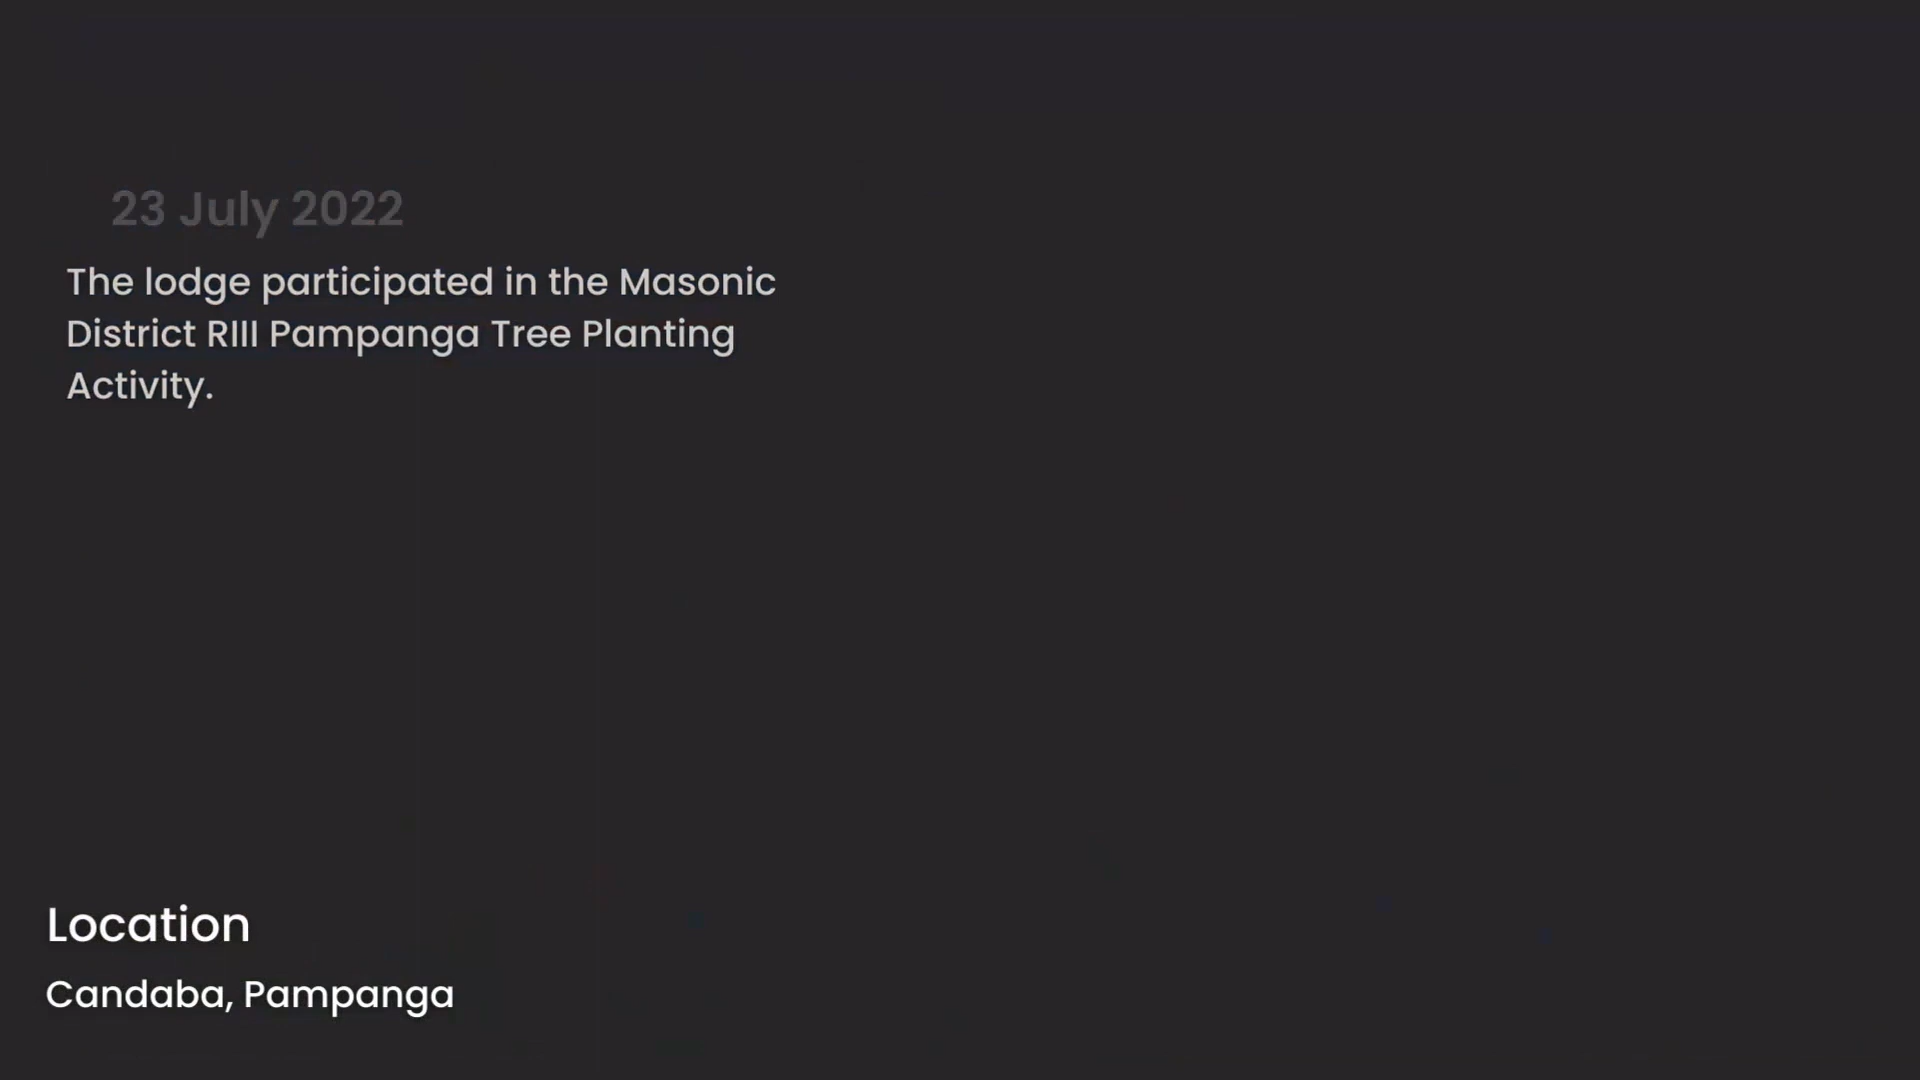 23 July 2022
The lodge participated in the Masonic
District RIII Pampanga Tree Planting
Activity.
Location
Candaba, Pampanga